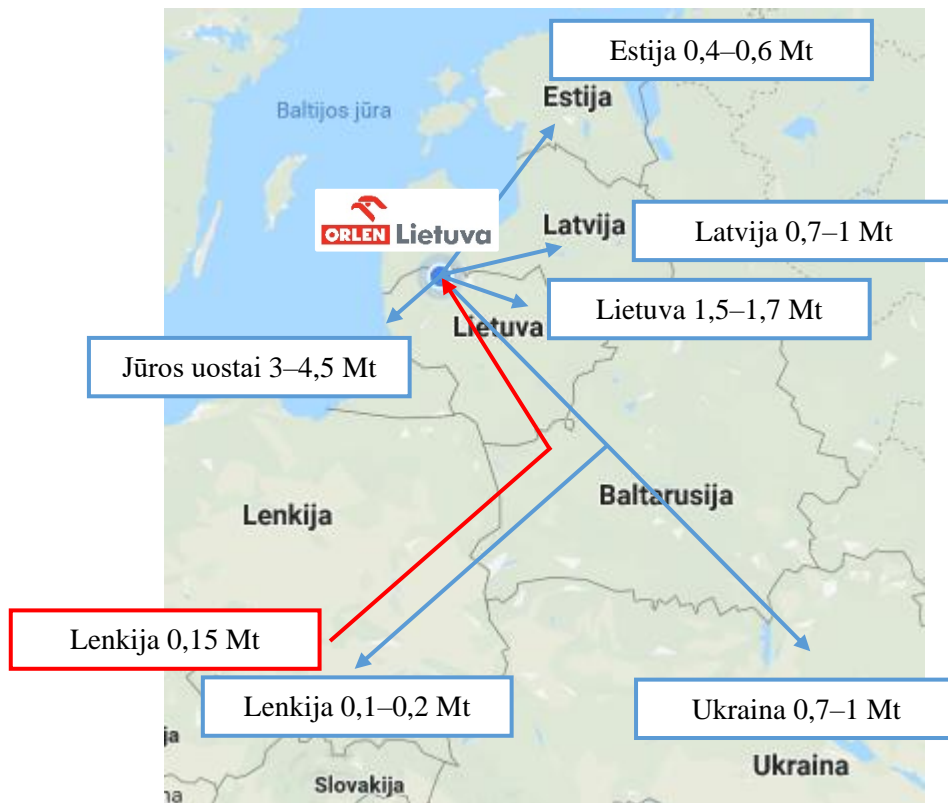 Estija 0,4–0,6 Mt
Estija
Baltijos jūra
ORLEN Lietuva
Latvija
Latvija 0,7–1 Mt
Lietuva 1,5–1,7 Mt
Lietuva
Jūros uostai 3–4,5 Mt
Baltarusija
Lenkija
Lenkija 0,15 Mt
Lenkija 0,1–0,2 Mt
Ukraina 0,7–1 Mt
ija
Ukraina
Slovakija
na